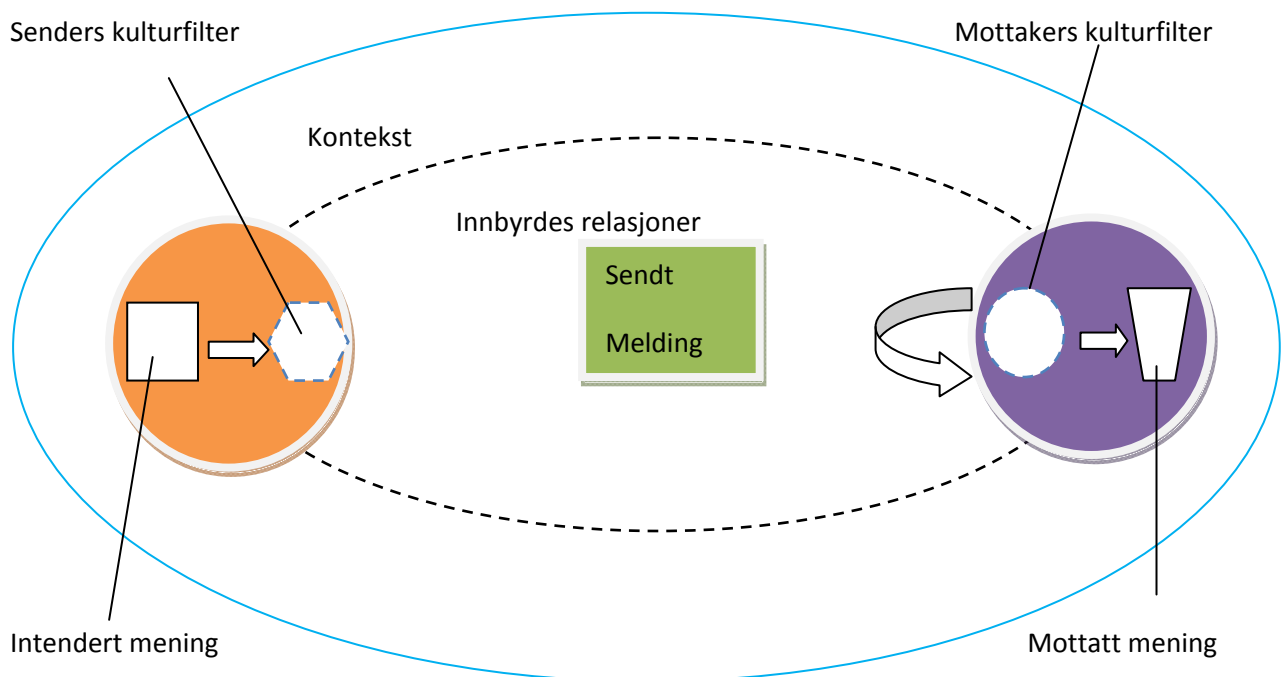 Senders kulturfilter
Mottakers kulturfilter
Kontekst
Innbyrdes relasjoner
Sendt
Melding
Intendert mening
Mottatt mening